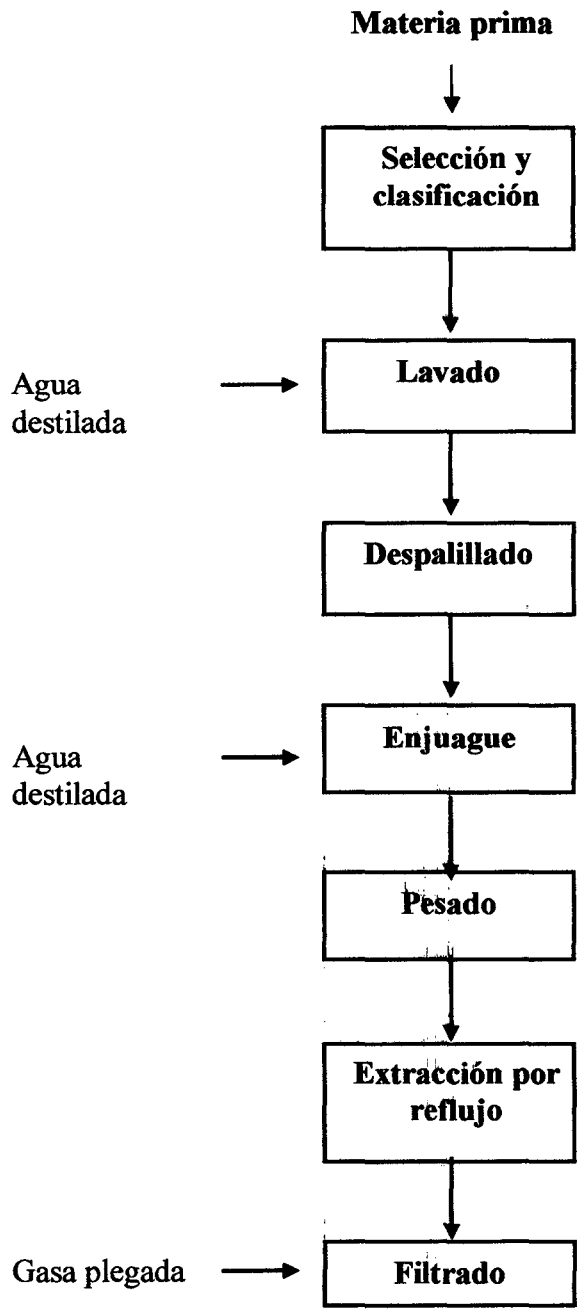 Materia prima
Selección y
clasificación
Lavado
Agua
destilada
Despalillado
Enjuague
Agua
destilada
Pesado
Extracción por
reflujo
Gasa plegada
Filtrado